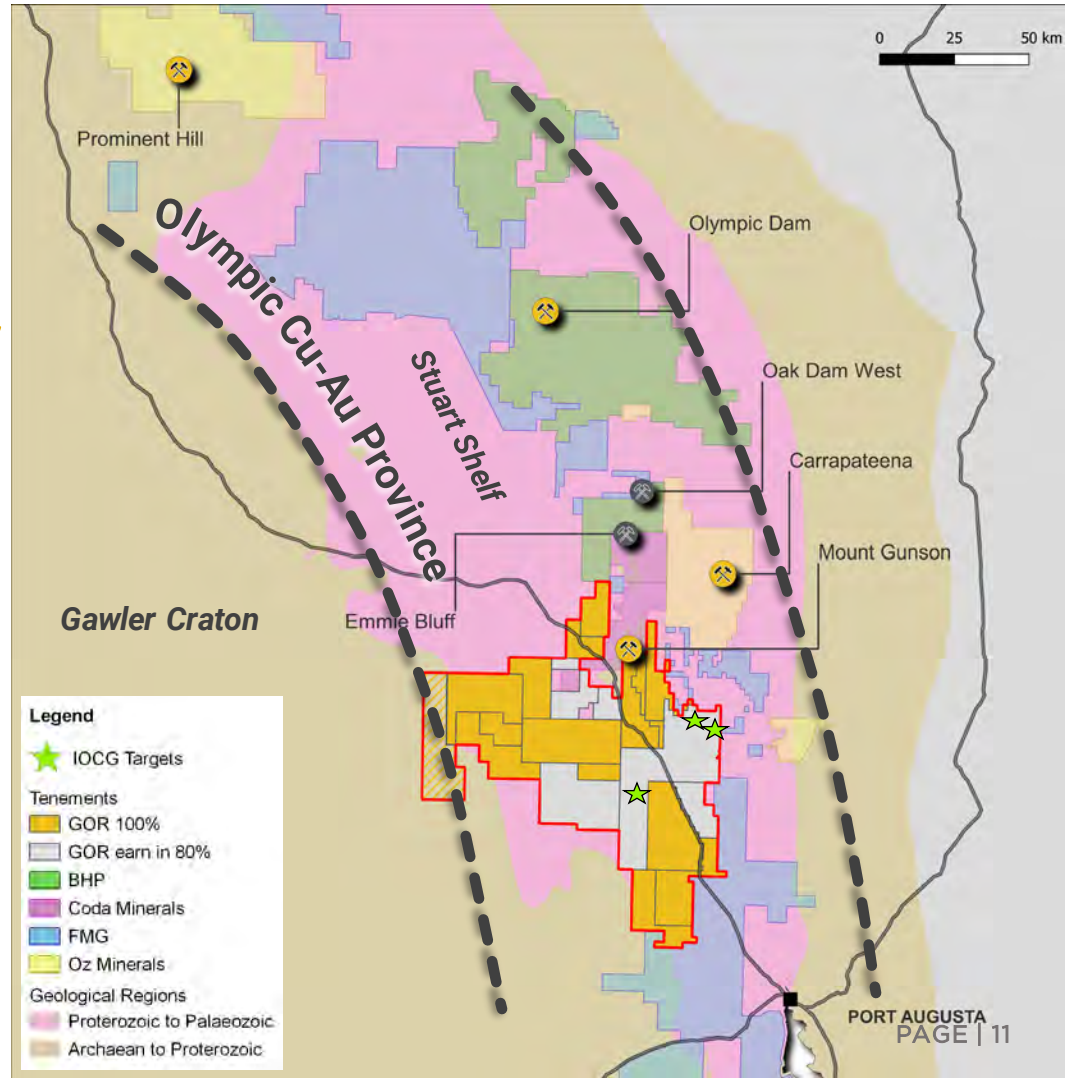 0 25 50 km
Prominent Hill
Olympic Dam
Olympic Cu-Au Province
Stuart Shelf
Oak Dam West
Carrapateena
Mount Gunson
Gawler Craton
Emmie Bluff
Legend
IOCG Targets
Tenements
GOR 100%
GOR earn in 80%
BHP
Coda Minerals
FMG
Oz Minerals
Geological Regions
Proterozoic to Palaeozoic
Archaean to Proterozoic
PORT AUGUSTA
PAGE | 11